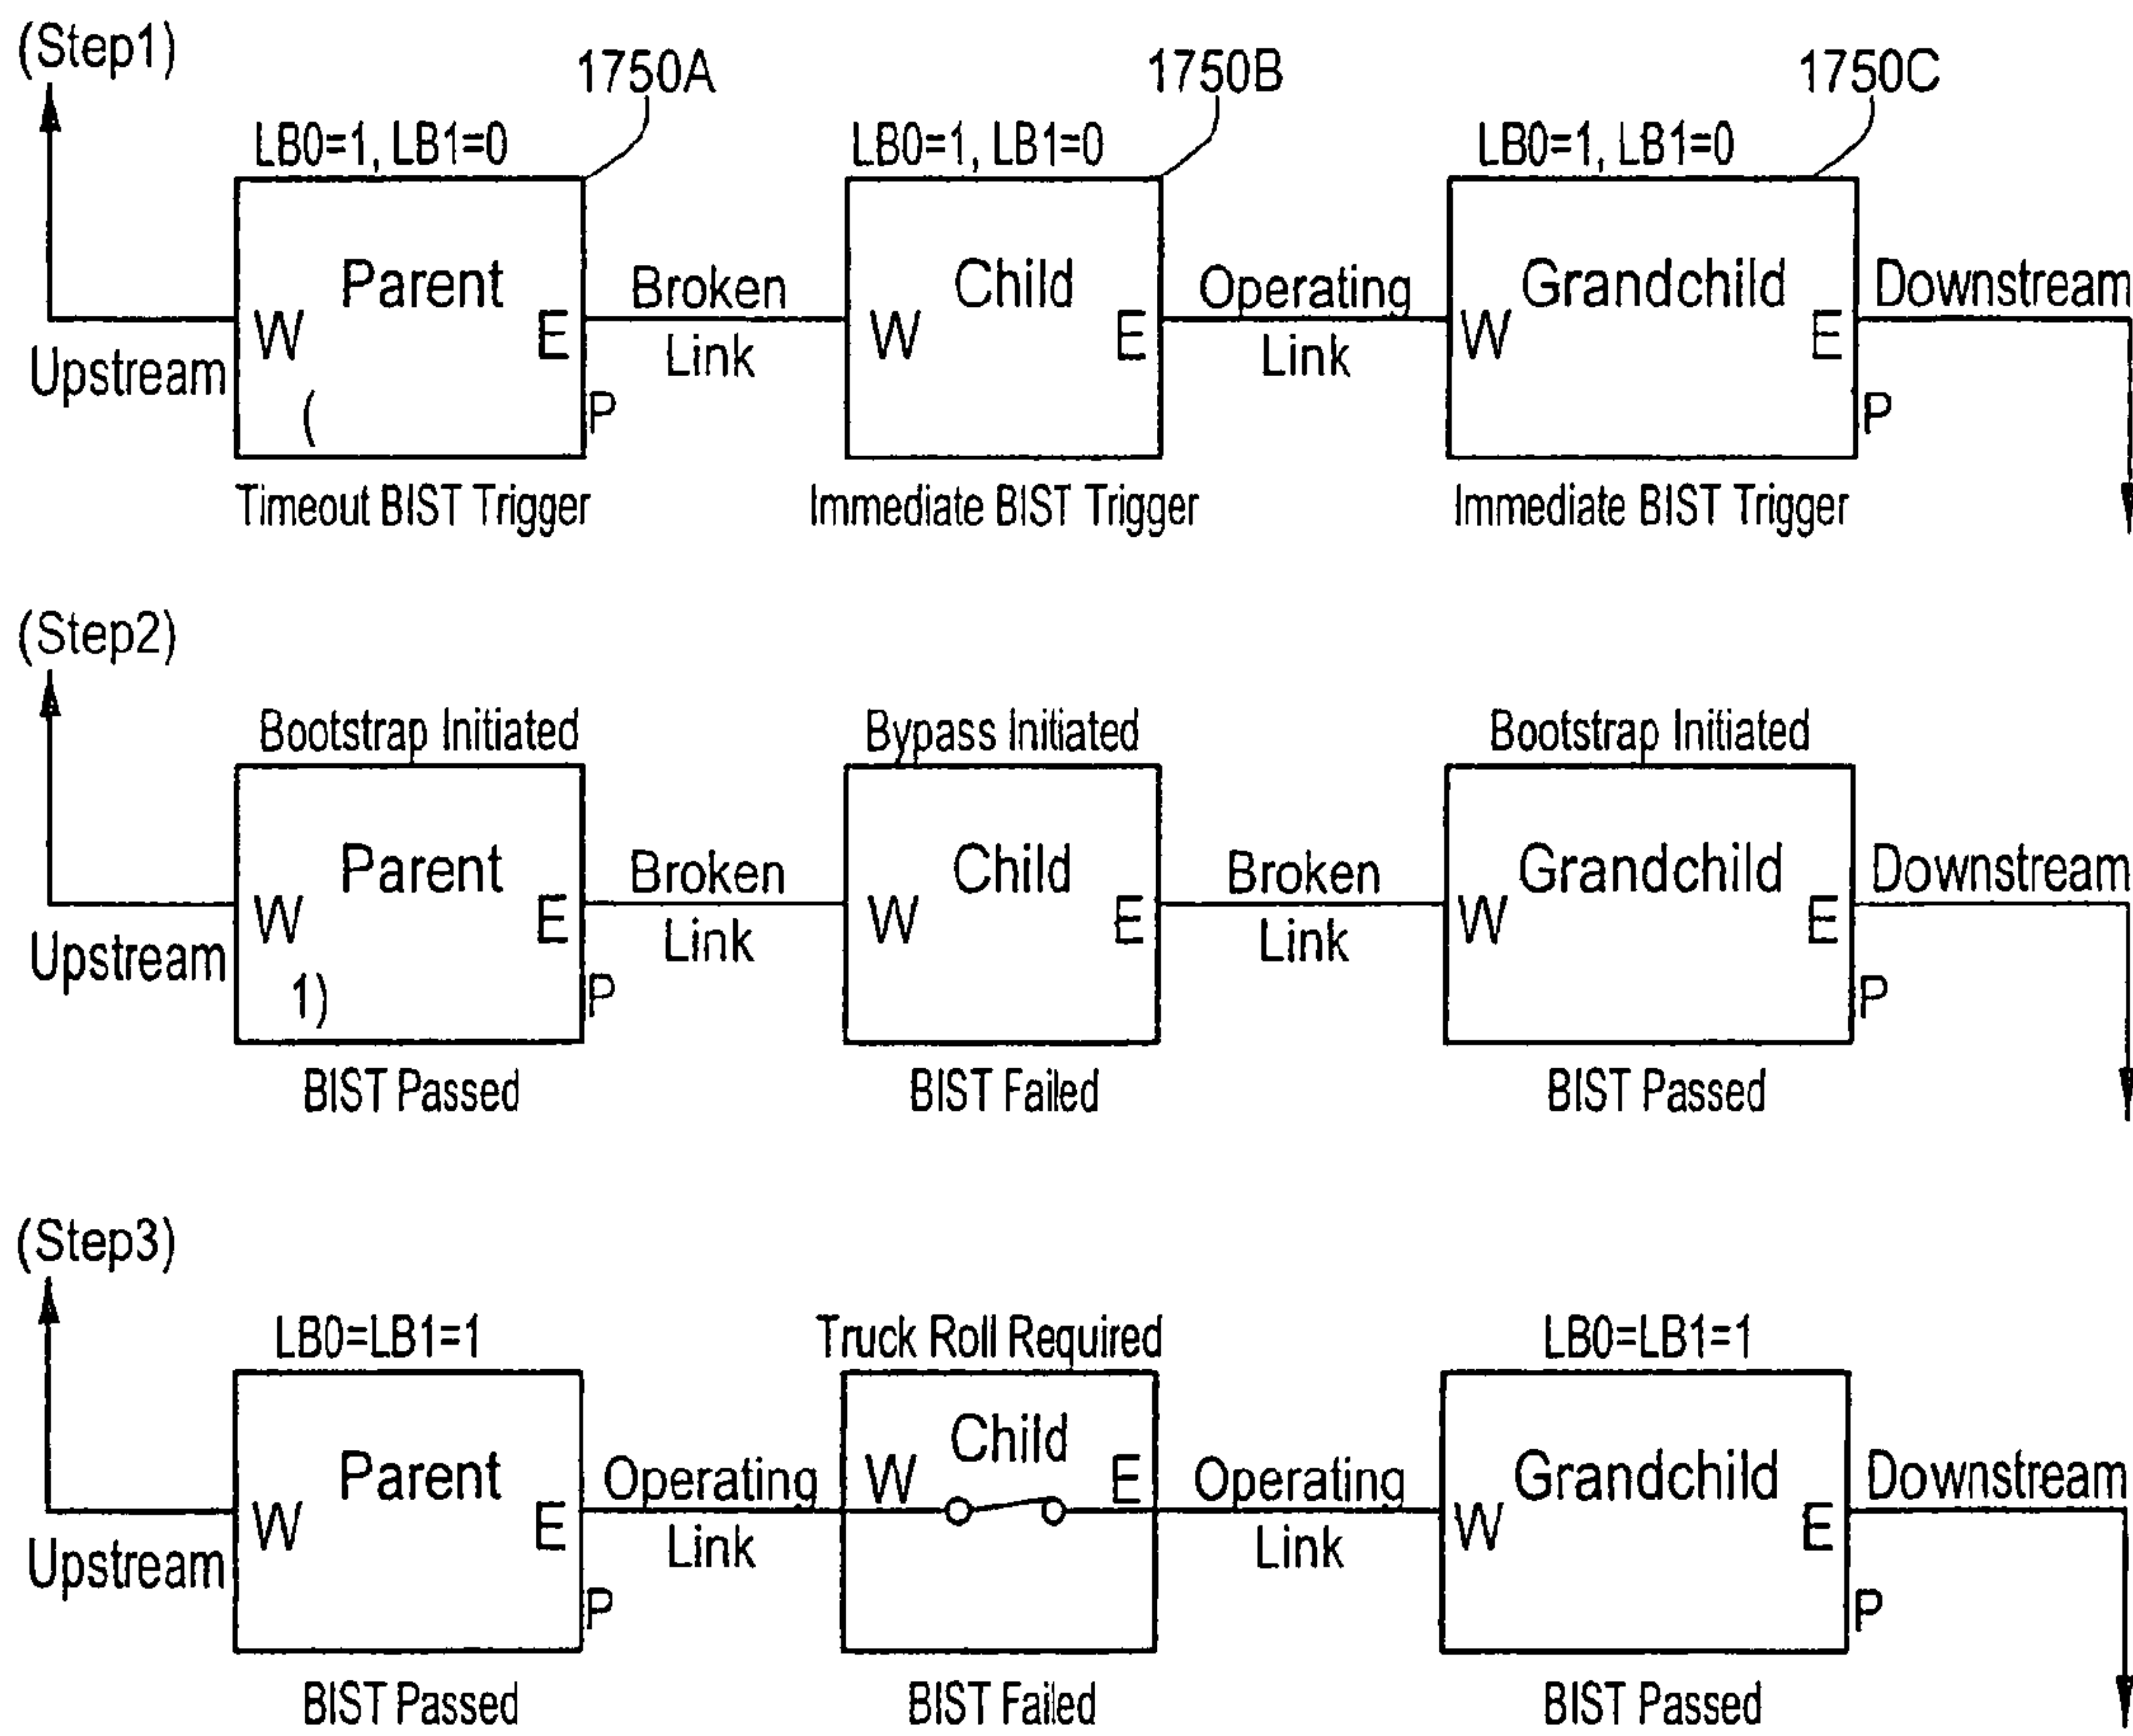 (Step1)
1750A
1750B
1750C
LB0=1, LB1=0
LB0=1, LB1=0
LB0=1, LB1=0
Parent
Broken
Child
Operating
Grandchild
Downstream
W
E
W
E
W
E
Upstream
Link
Link
(
P
P
Timeout BIST Trigger
Immediate BIST Trigger
Immediate BIST Trigger
(Step2)
Bootstrap Initiated
Bypass Initiated
Bootstrap Initiated
Parent
Broken
Child
Broken
Grandchild
Downstream
W
E
W
E
W
E
Upstream
Link
Link
1)
P
P
BIST Passed
BIST Failed
BIST Passed
(Step3)
LB0=LB1=1
Truck Roll Required
LB0=LB1=1
Parent
Operating
W
Child
E
Operating
Grandchild
Downstream
W
E
W
E
Upstream
Link
Link
P
P
BIST Passed
BIST Failed
BIST Passed